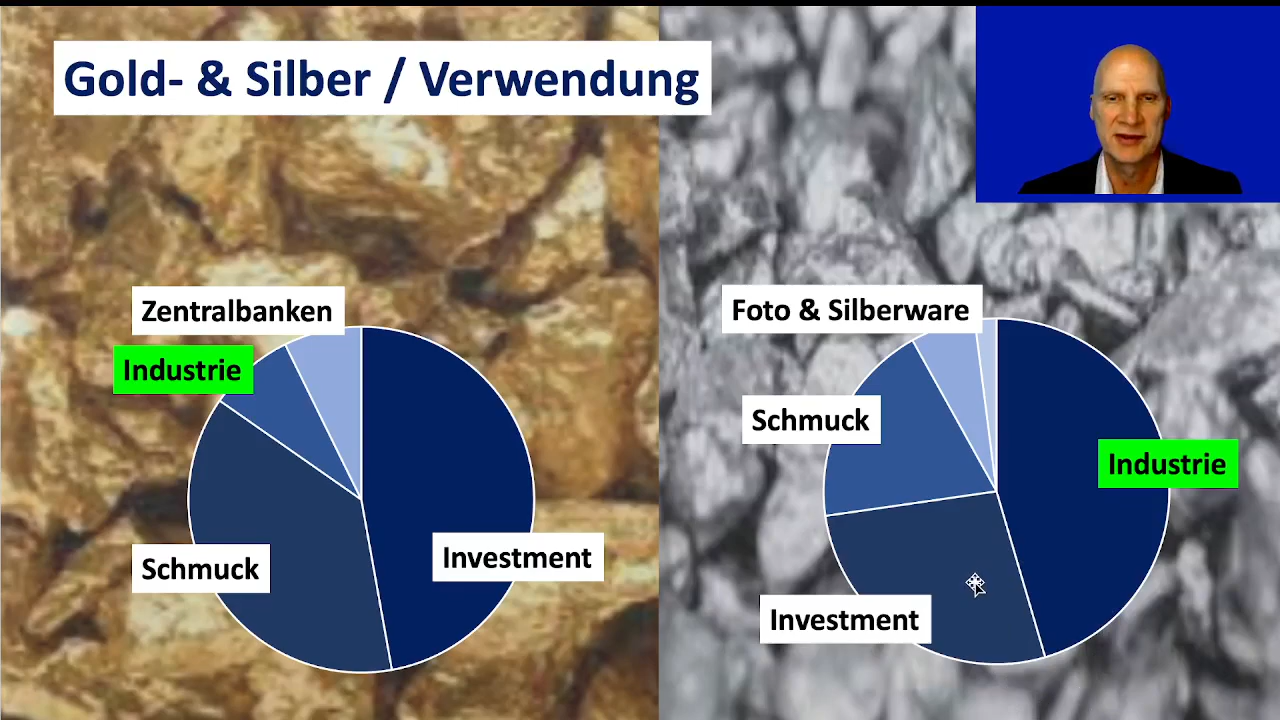 Gold- & Silber / Verwendung
Zentralbanken
Industrie
Schmuck
Investment
Foto & Silberware
Schmuck
Industrie
Investment